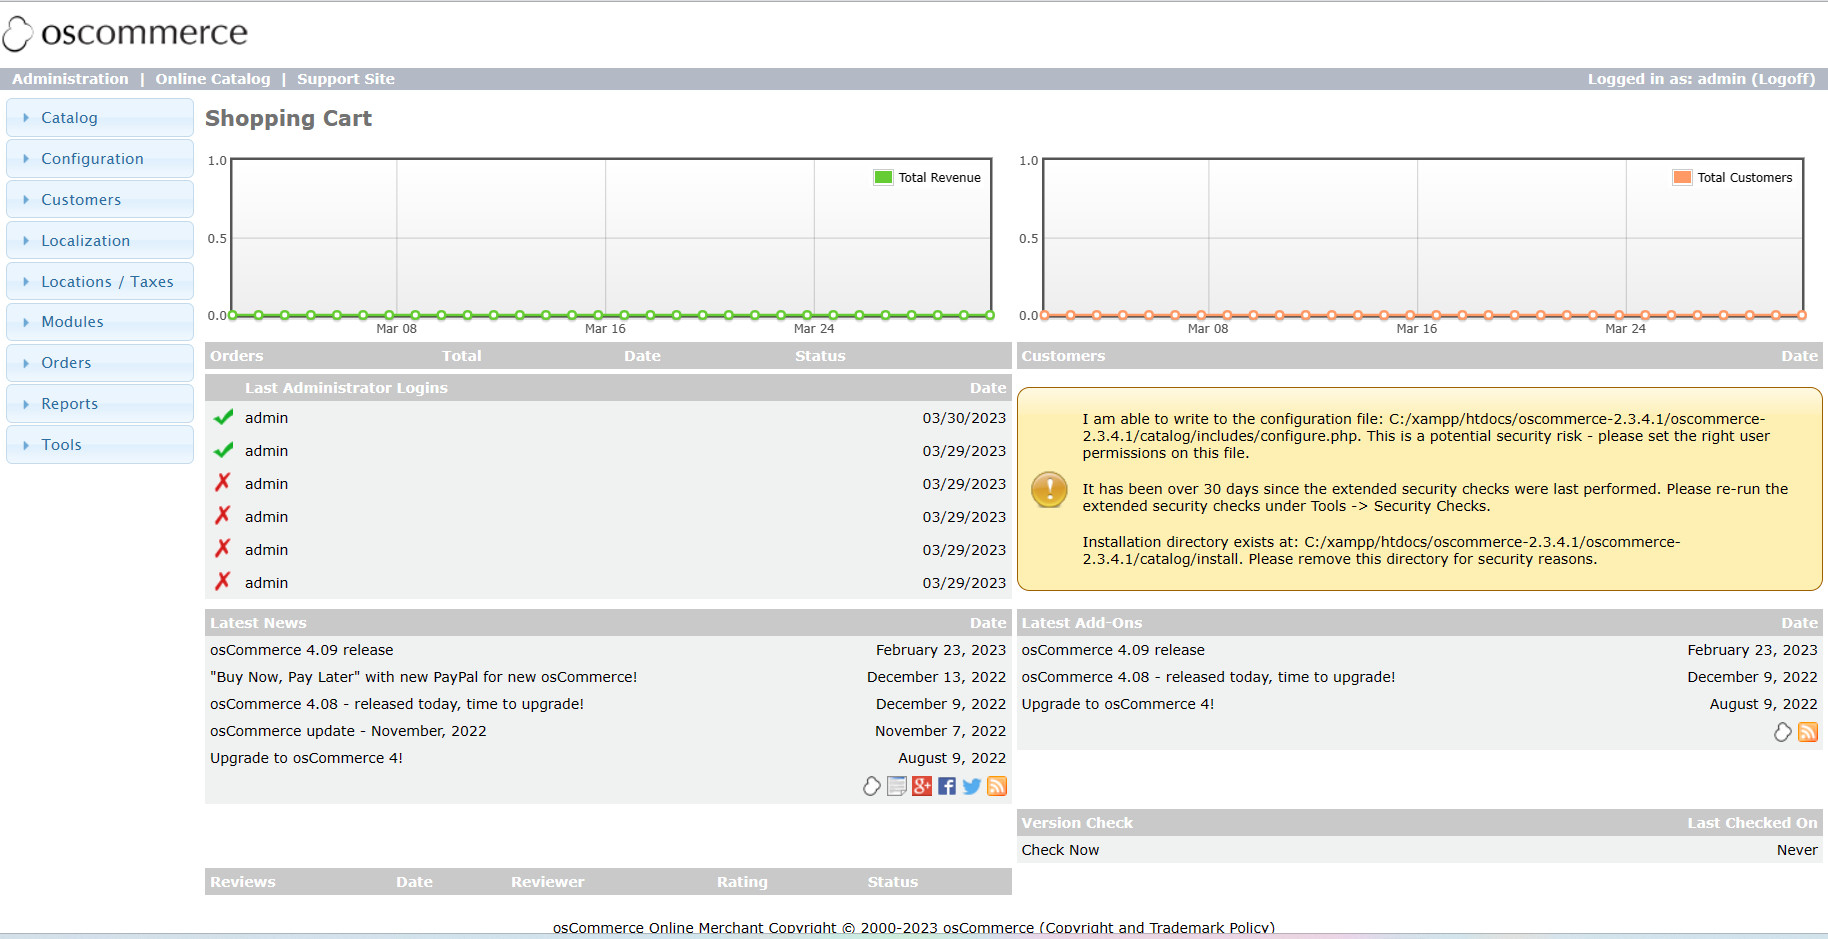 oscommerce
Administration | Online Catalog | Support Site
Logged in as: admin (Logoff)
Catalog
Configuration
Customers
Localization
Locations / Taxes
Modules
Orders
Reports
Tools
Shopping Cart
1.0
0.5
0.0
Total Revenue
Mar 08
Mar 16
Mar 24
1.0
0.5
0.0
Total Customers
Mar 08
Mar 16
Mar 24
Orders Total Date Status
Customers Date
Last Administrator Logins Date
admin 03/30/2023
admin 03/29/2023
admin 03/29/2023
admin 03/29/2023
admin 03/29/2023
admin 03/29/2023
I am able to write to the configuration file: C:/xampp/htdocs/oscommerce-2.3.4.1/oscommerce-
2.3.4.1/catalog/includes/configure.php. This is a potential security risk - please set the right user
permissions on this file.
It has been over 30 days since the extended security checks were last performed. Please re-run the
extended security checks under Tools -> Security Checks.
Installation directory exists at: C:/xampp/htdocs/oscommerce-2.3.4.1/oscommerce-
2.3.4.1/catalog/install. Please remove this directory for security reasons.
Latest News Date
osCommerce 4.09 release February 23, 2023
"Buy Now, Pay Later" with new PayPal for new osCommerce! December 13, 2022
osCommerce 4.08 - released today, time to upgrade! December 9, 2022
osCommerce update - November, 2022 November 7, 2022
Upgrade to osCommerce 4! August 9, 2022
Latest Add-Ons Date
osCommerce 4.09 release February 23, 2023
osCommerce 4.08 - released today, time to upgrade! December 9, 2022
Upgrade to osCommerce 4! August 9, 2022
Version Check Last Checked On
Check Now Never
Reviews Date Reviewer Rating Status
osCommerce Online Merchant Copyright © 2000-2023 osCommerce (Copyright and Trademark Policy)